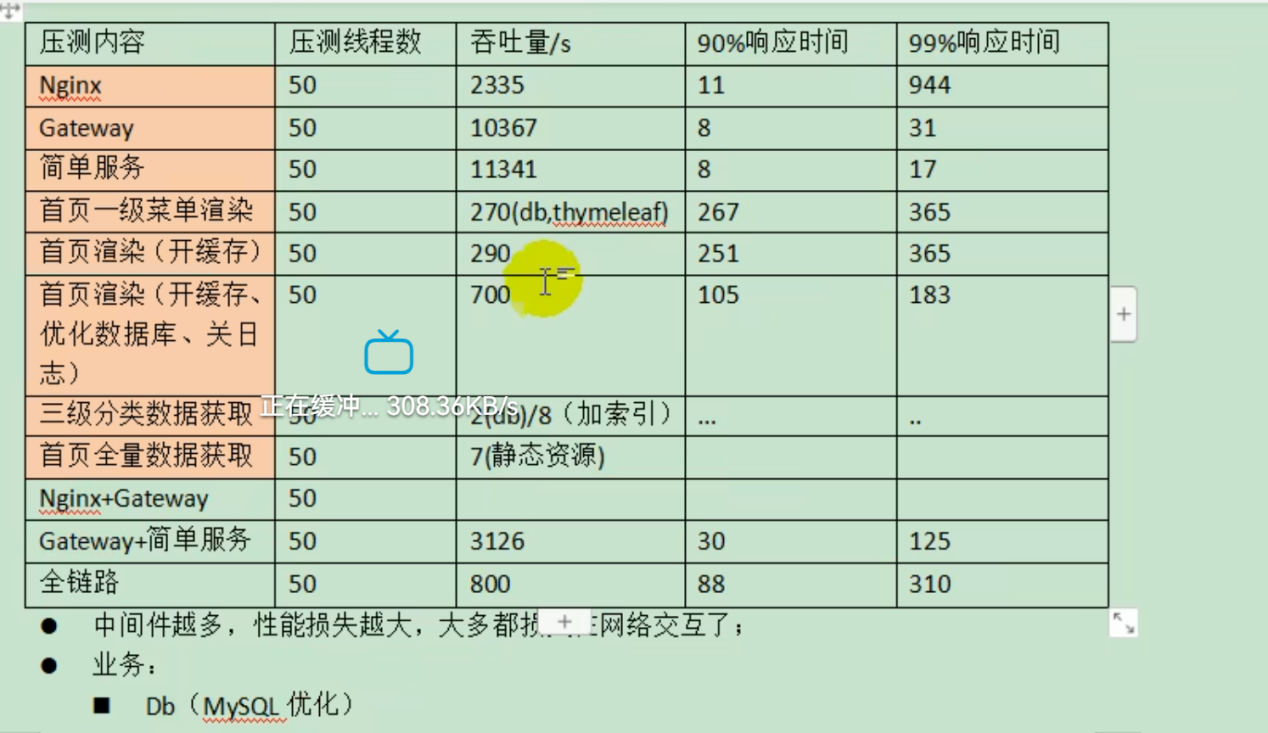 压测内容 压测线程数 吞吐量/s 90%响应时间 99%响应时间
Nginx 50 2335 11 944
Gateway 50 10367 8 31
简单服务 50 11341 8 17
首页一级菜单渲染 50 270(db,thymeleaf) 267 365
首页渲染（开缓存） 50 290 251 365
首页渲染（开缓存、 50 700 105 183
优化数据库、关日
志）
正在缓冲... 308.36KB/s
三级分类数据获取 50 2(db)/8（加索引） ... ..
首页全量数据获取 50 7(静态资源)
Nginx+Gateway 50
Gateway+简单服务 50 3126 30 125
全链路 50 800 88 310
● 中间件越多，性能损失越大，大多都损 网络交互了；
● 业务：
■ Db（MySQL 优化）